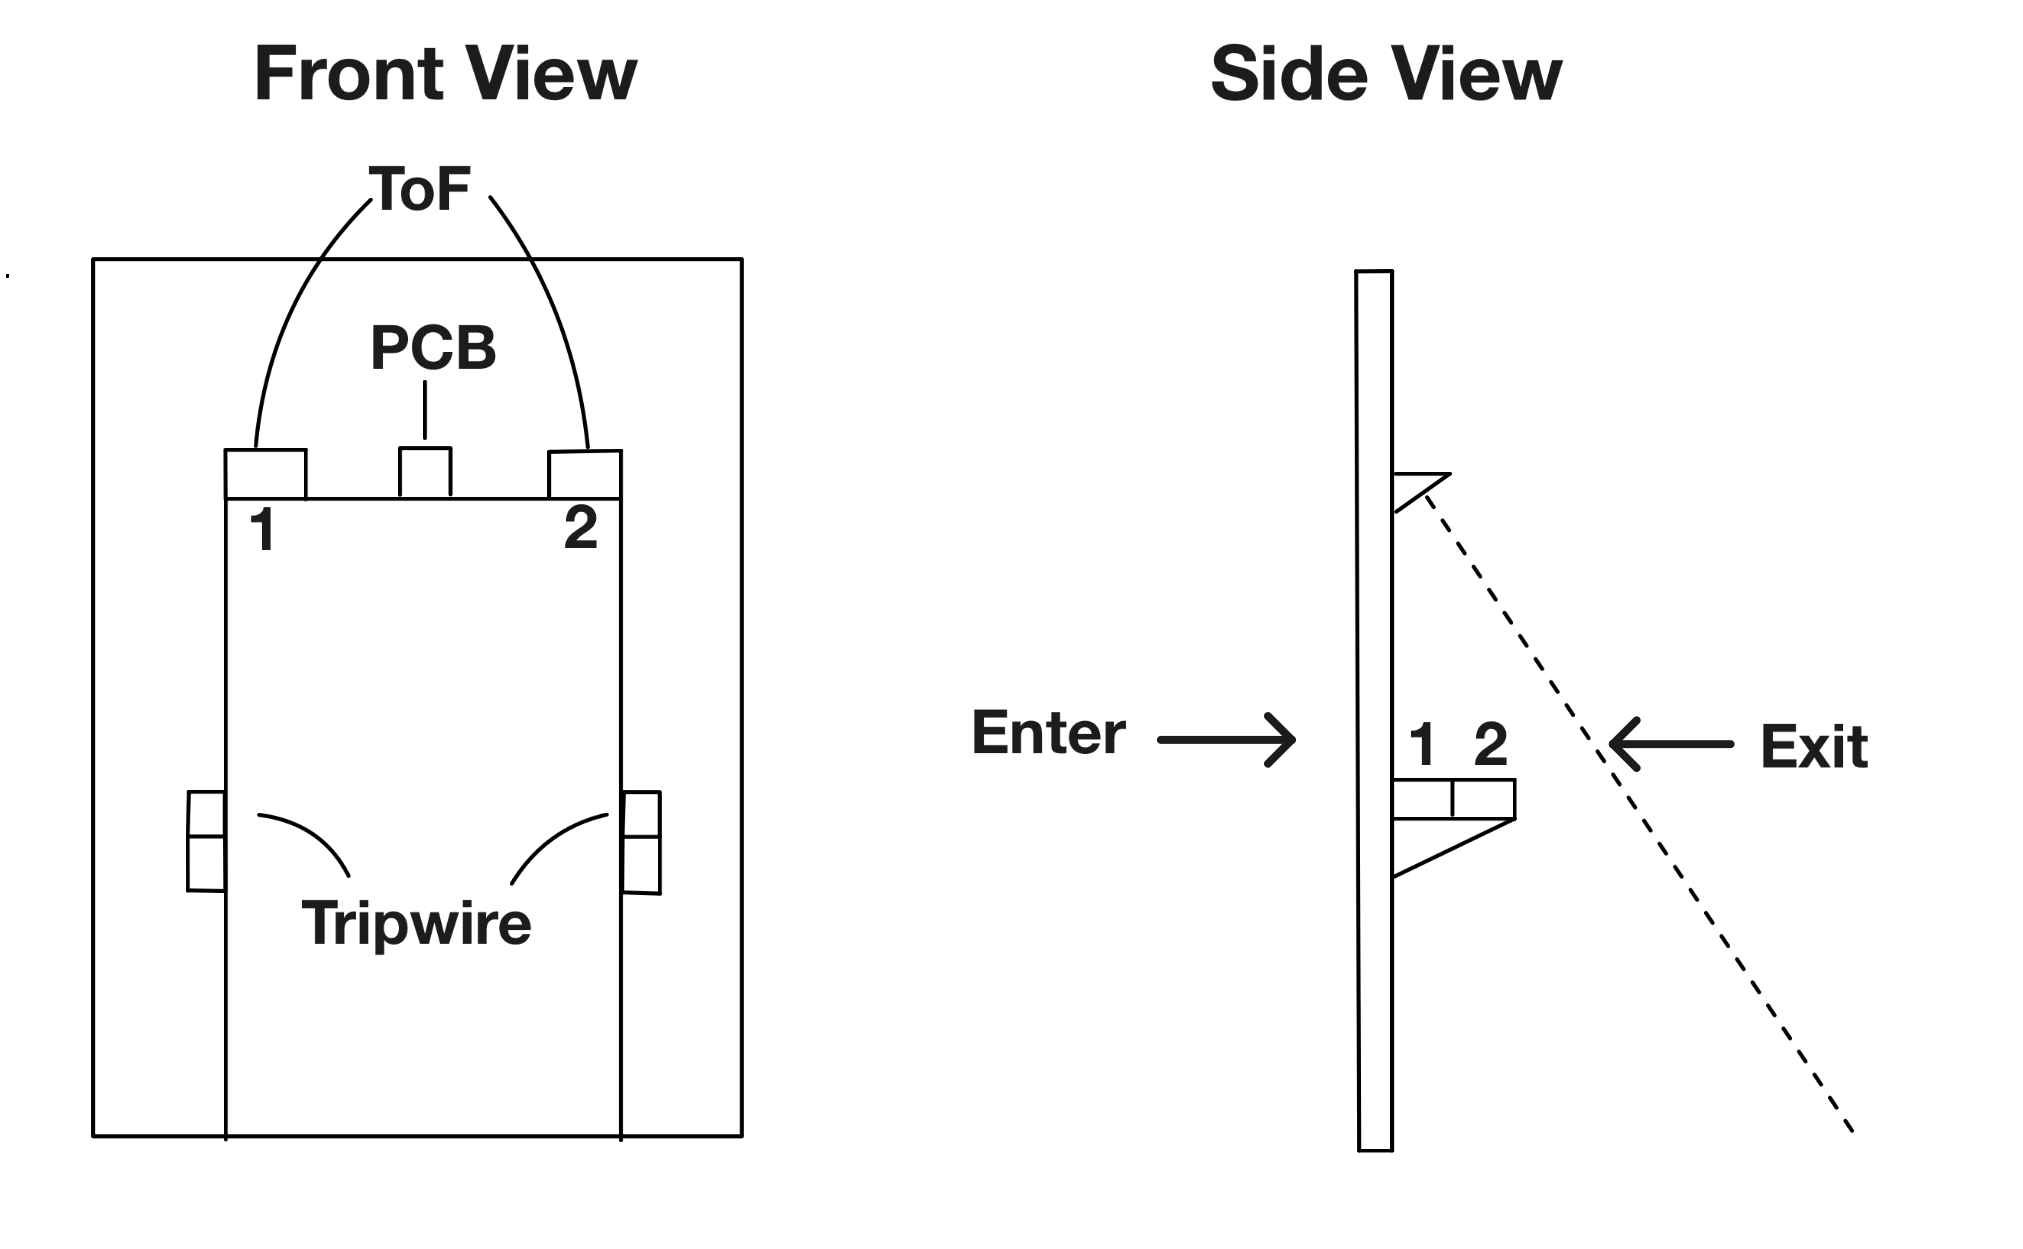 Front View
ToF
PCB
1
2
Tripwire
Side View
Enter
1 2
Exit